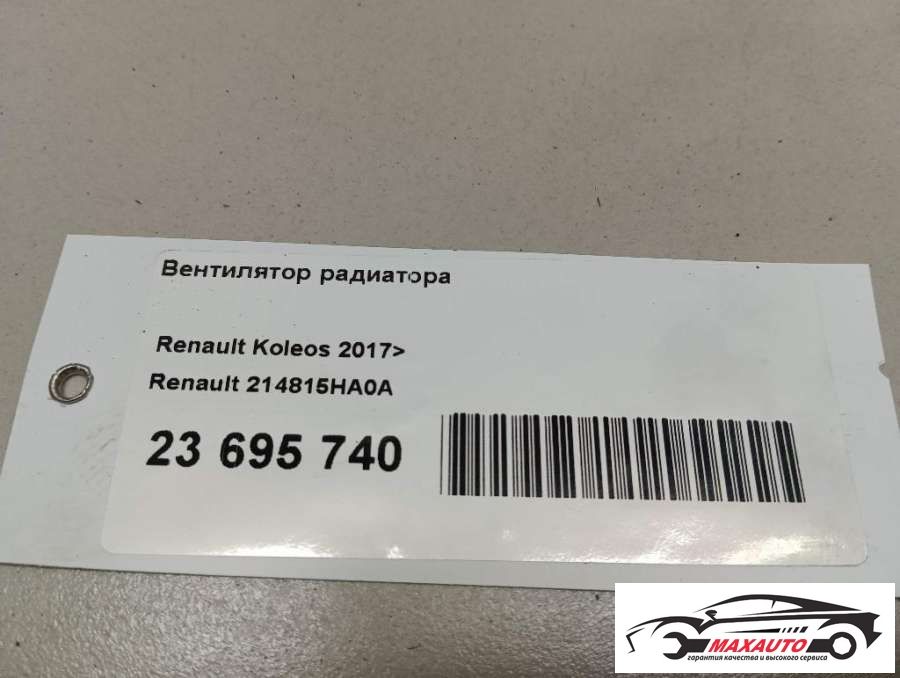 Вентилятор радиатора
Renault Koleos 2017>
Renault 214815HA0A
23 695 740
MAXAUTO
гарантия качества и высокого сервиса